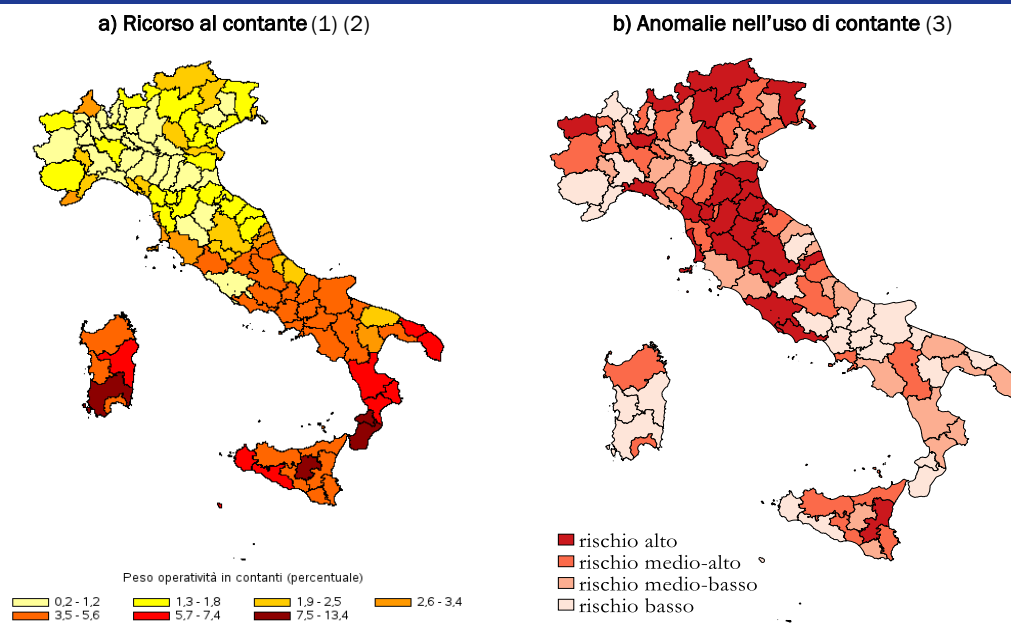 a) Ricorso al contante (1) (2)
b) Anomalie nell'uso di contante (3)
rischio alto
rischio medio-alto
rischio medio-basso
rischio basso
Peso operatività in contanti (percentuale)
0,2 - 1,2
1,3 - 1,8
1,9 - 2,5
2,6 - 3,4
3,5 - 5,6
5,7 - 7,4
7,5 - 13,4